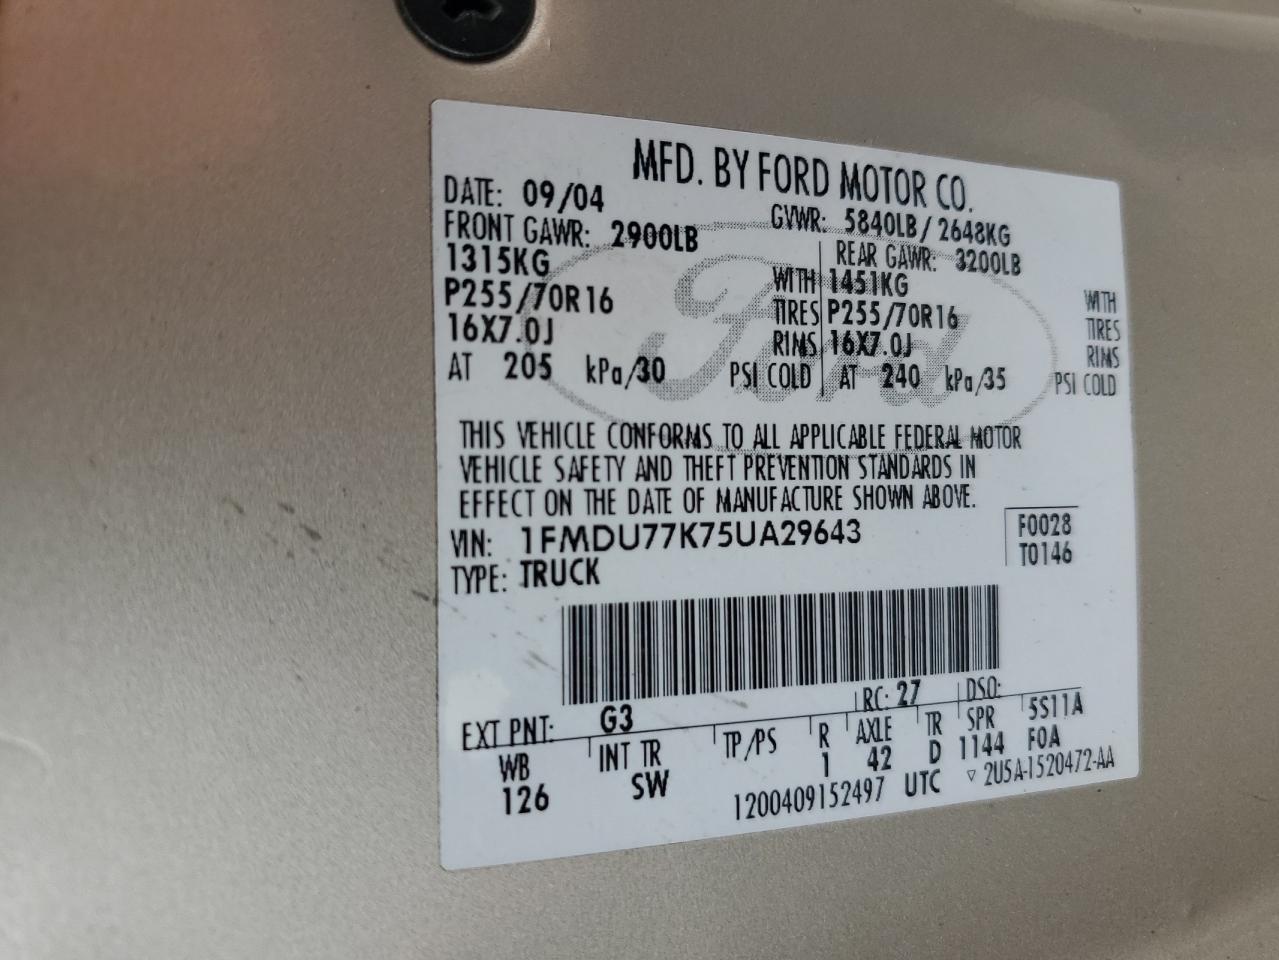 MFD. BY FORD MOTOR CO.
DATE: 09/04 GVWR: 5840LB/2648KG
FRONT GAWR: 2900LB REAR GAWR: 3200LB
1315KG WITH 1451KG WITH
P255/70R16 TIRES P255/70R16 TIRES
16X7.0J RIMS 16X7.0J RIMS
AT 205 kPa/30 PSI COLD AT 240 kPa/35 PSI COLD
Ford
THIS VEHICLE CONFORMS TO ALL APPLICABLE FEDERAL MOTOR
VEHICLE SAFETY AND THEFT PREVENTION STANDARDS IN
EFFECT ON THE DATE OF MANUFACTURE SHOWN ABOVE.
VIN: 1FMDU77K75UA29643 F0028
TYPE: TRUCK T0146
EXT PNT: G3 RC: 27 DSO:
WB INT TR TP/PS R AXLE TR SPR 5S11A
126 SW 1 42 D 1144 F0A
1200409152497 UTC ▽ 2U5A-1520472-AA